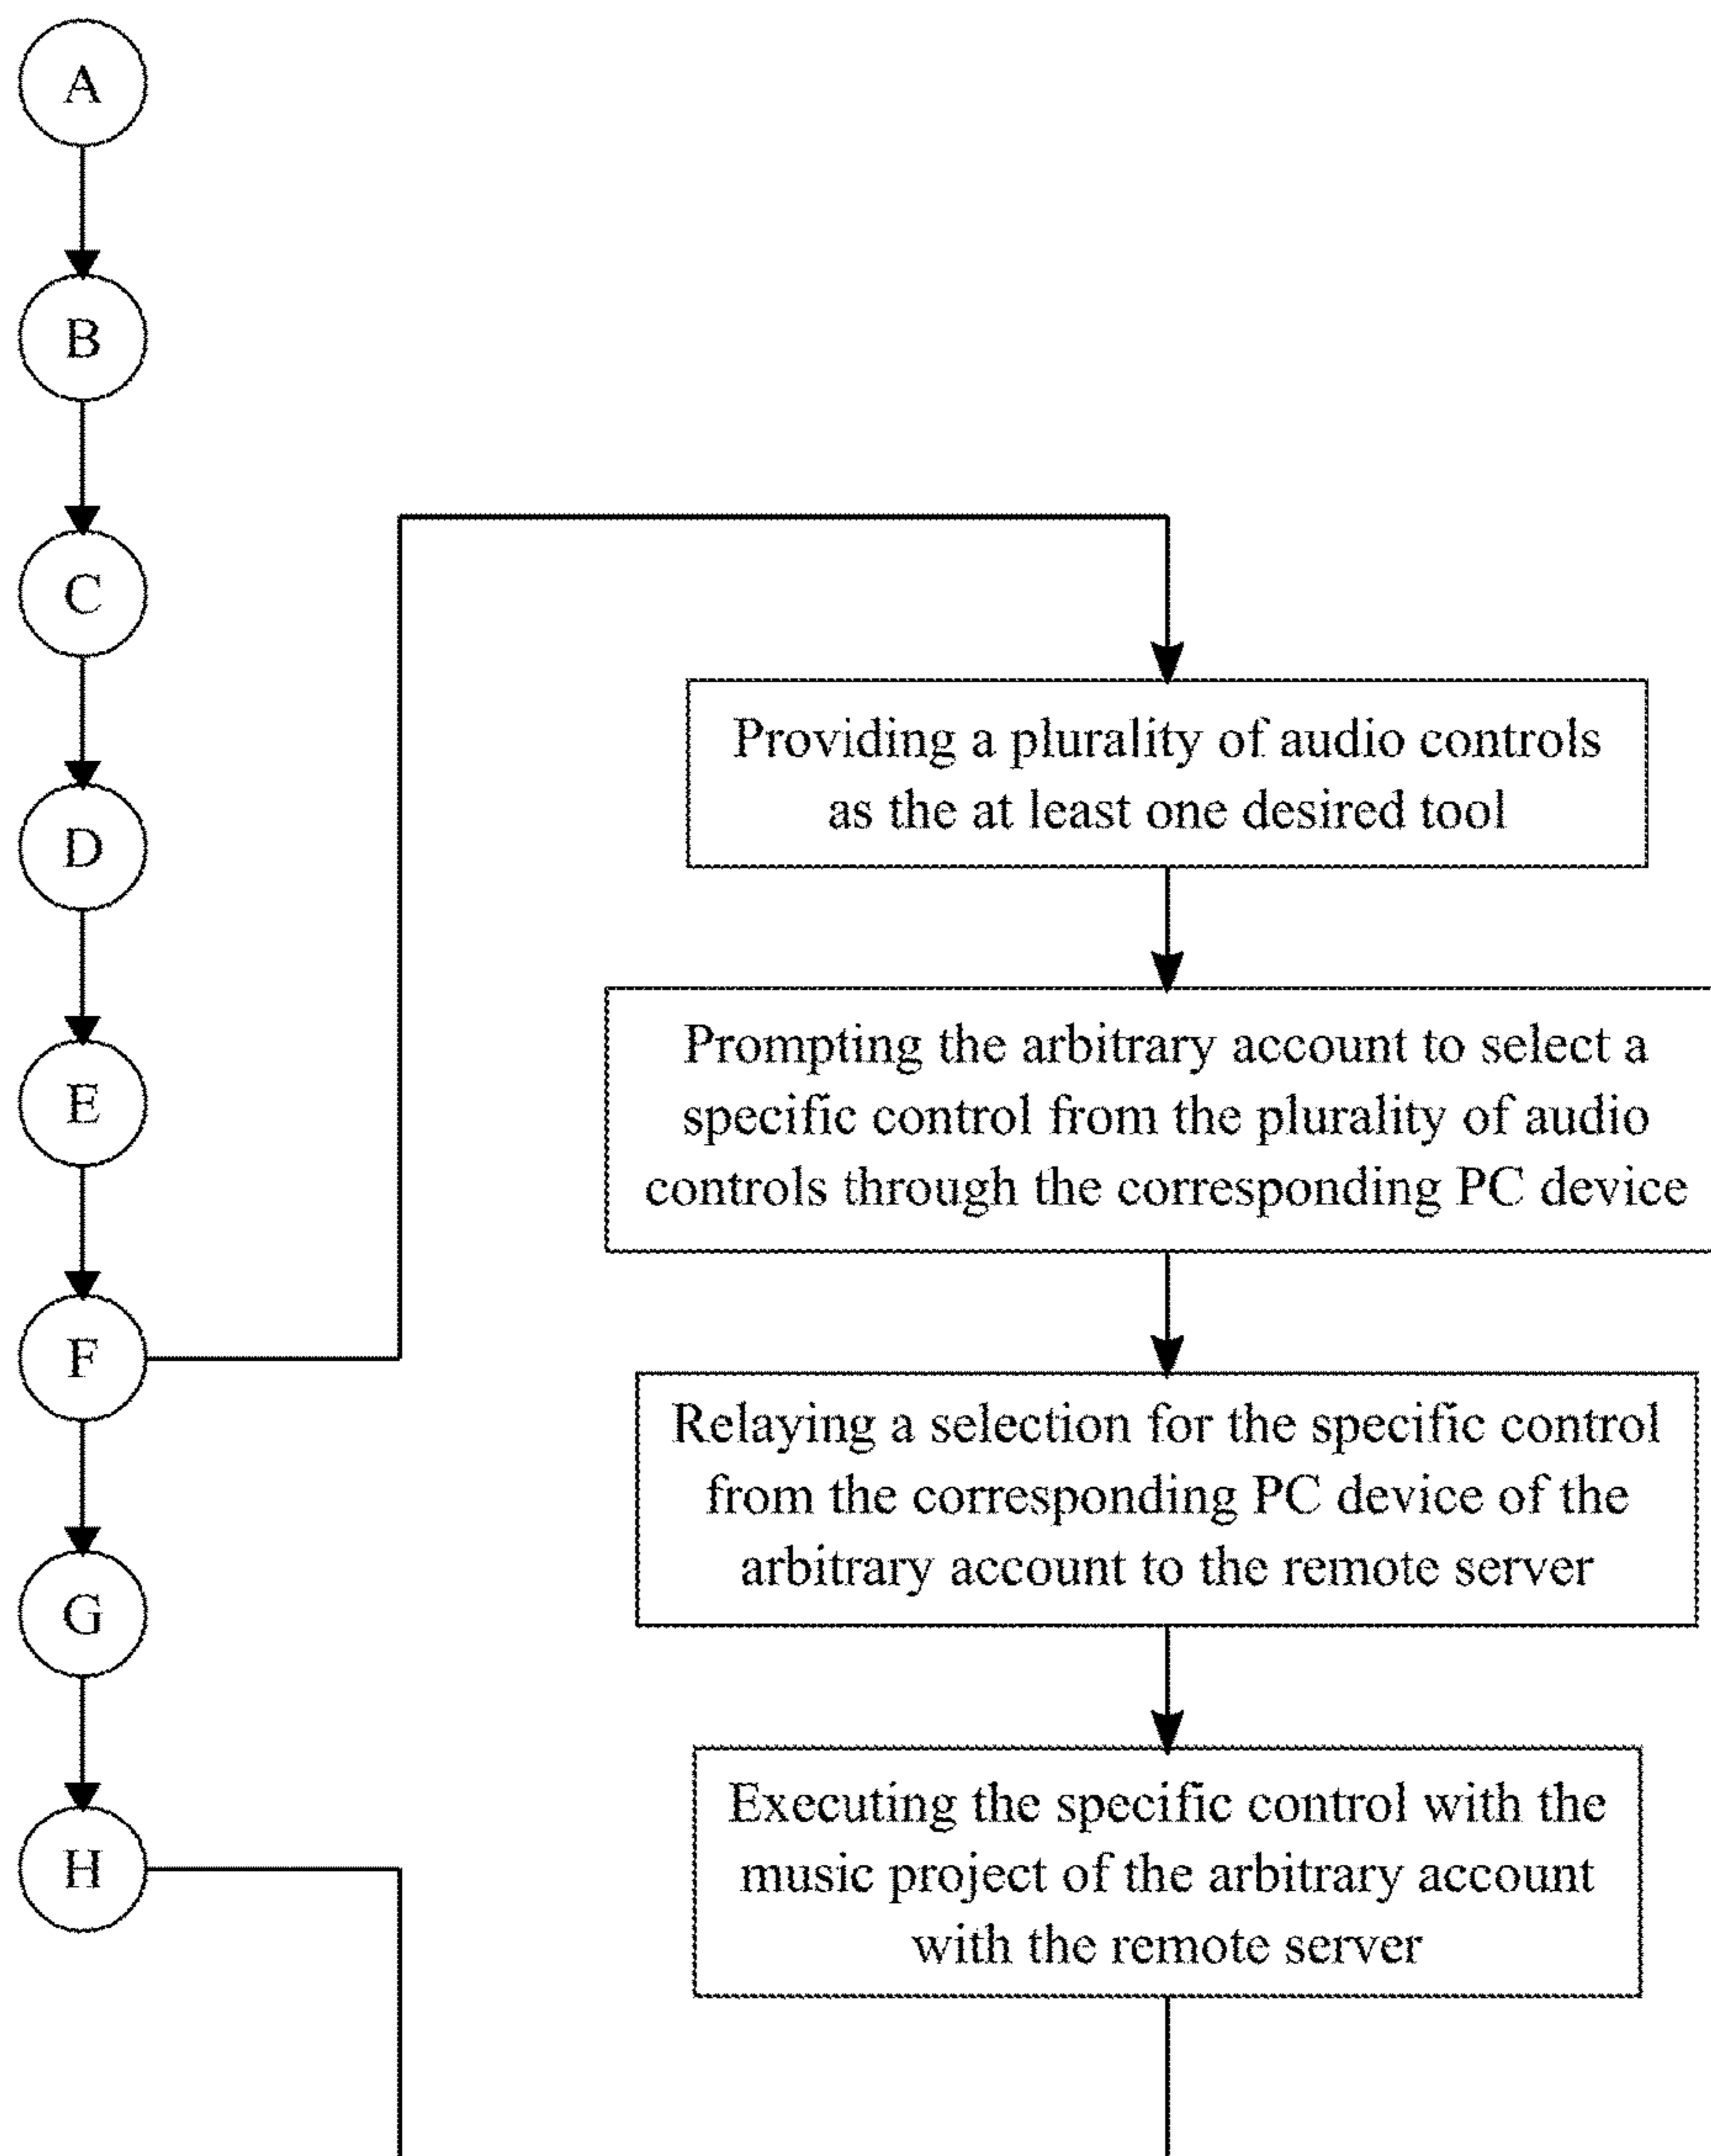 A
B
C
D
E
F
G
H
Providing a plurality of audio controls
as the at least one desired tool
Prompting the arbitrary account to select a
specific control from the plurality of audio
controls through the corresponding PC device
Relaying a selection for the specific control
from the corresponding PC device of the
arbitrary account to the remote server
Executing the specific control with the
music project of the arbitrary account
with the remote server